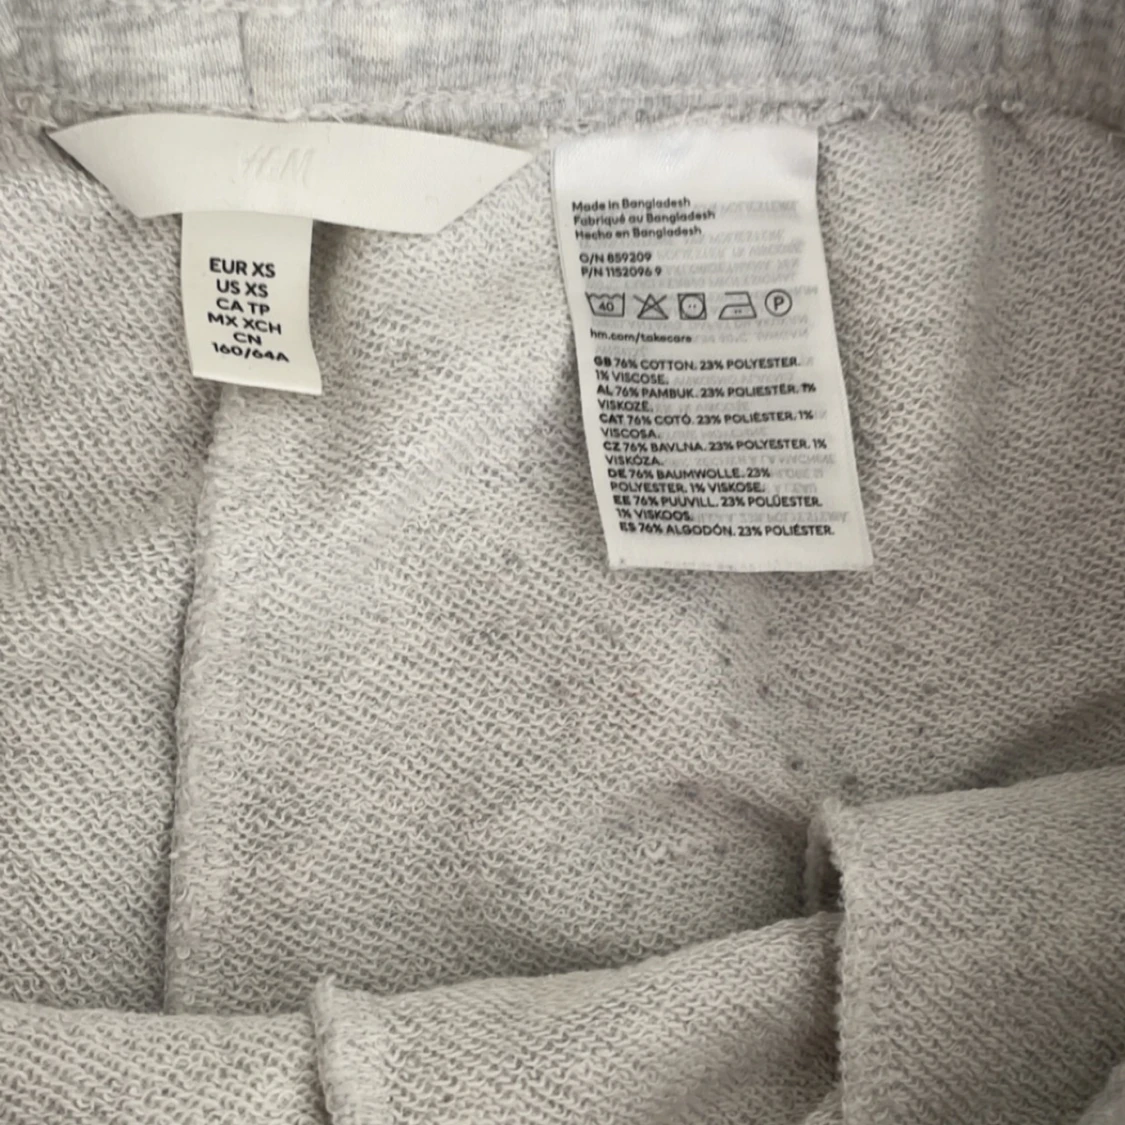 H&M
EUR XS
US XS
CA TP
MX XCH
CN
160/64A
Made in Bangladesh
Fabriqué au Bangladesh
Hecho en Bangladesh
O/N 859209
P/N 1152096 9
40
P
hm.com/takecare
GB 76% COTTON. 23% POLYESTER.
1% VISCOSE.
AL 76% PAMBUK. 23% POLIESTËR. 1%
VISKOZË.
CAT 76% COTÓ. 23% POLIÈSTER. 1%
VISCOSA.
CZ 76% BAVLNA. 23% POLYESTER. 1%
VISKÓZA.
DE 76% BAUMWOLLE. 23%
POLYESTER. 1% VISKOSE.
EE 76% PUUVILL. 23% POLÜESTER.
1% VISKOOS.
ES 76% ALGODÓN. 23% POLIÉSTER.